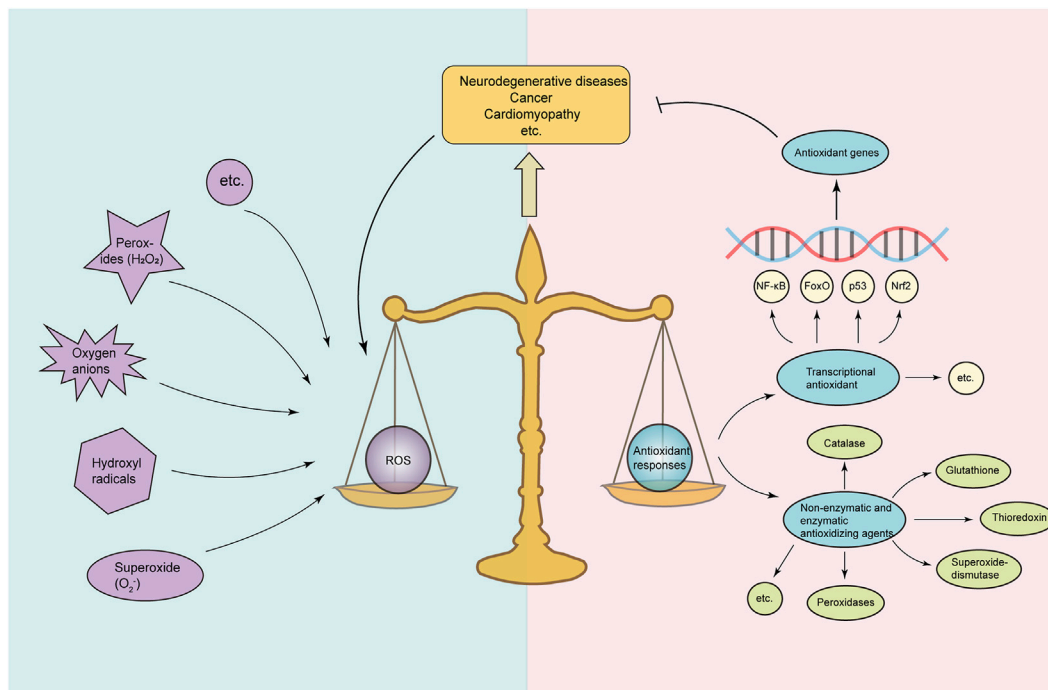 Neurodegenerative diseases
Cancer
Cardiomyopathy
etc.
etc.
Perox-
ides (H₂O₂)
Oxygen
anions
Hydroxyl
radicals
Superoxide
(O₂⁻)
ROS
Antioxidant
responses
Antioxidant genes
NF-κB
FoxO
p53
Nrf2
Transcriptional
antioxidant
etc.
Catalase
Glutathione
Non-enzymatic and
enzymatic
antioxidizing agents
Thioredoxin
Superoxide-
dismutase
Peroxidases
etc.